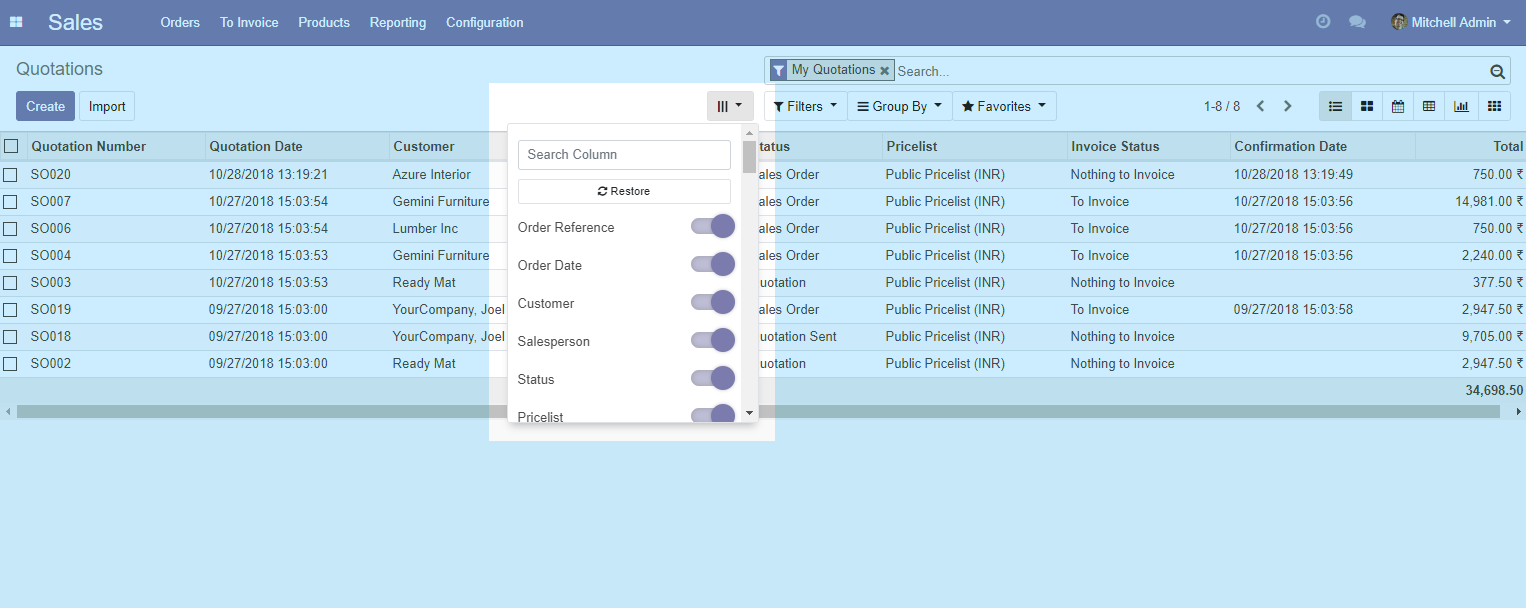 Sales Orders To Invoice Products Reporting Configuration Mitchell Admin
Quotations My Quotations Search...
Create Import Filters Group By Favorites 1-8 / 8
Quotation Number Quotation Date Customer tatus Pricelist Invoice Status Confirmation Date Total
SO020 10/28/2018 13:19:21 Azure Interior ales Order Public Pricelist (INR) Nothing to Invoice 10/28/2018 13:19:49 750.00 ₹
SO007 10/27/2018 15:03:54 Gemini Furniture ales Order Public Pricelist (INR) To Invoice 10/27/2018 15:03:56 14,981.00 ₹
SO006 10/27/2018 15:03:54 Lumber Inc ales Order Public Pricelist (INR) To Invoice 10/27/2018 15:03:56 750.00 ₹
SO004 10/27/2018 15:03:53 Gemini Furniture ales Order Public Pricelist (INR) To Invoice 10/27/2018 15:03:56 2,240.00 ₹
SO003 10/27/2018 15:03:53 Ready Mat uotation Public Pricelist (INR) Nothing to Invoice 377.50 ₹
SO019 09/27/2018 15:03:00 YourCompany, Joel ales Order Public Pricelist (INR) To Invoice 09/27/2018 15:03:58 2,947.50 ₹
SO018 09/27/2018 15:03:00 YourCompany, Joel uotation Sent Public Pricelist (INR) Nothing to Invoice 9,705.00 ₹
SO002 09/27/2018 15:03:00 Ready Mat uotation Public Pricelist (INR) Nothing to Invoice 2,947.50 ₹
34,698.50
Search Column
Restore
Order Reference
Order Date
Customer
Salesperson
Status
Pricelist